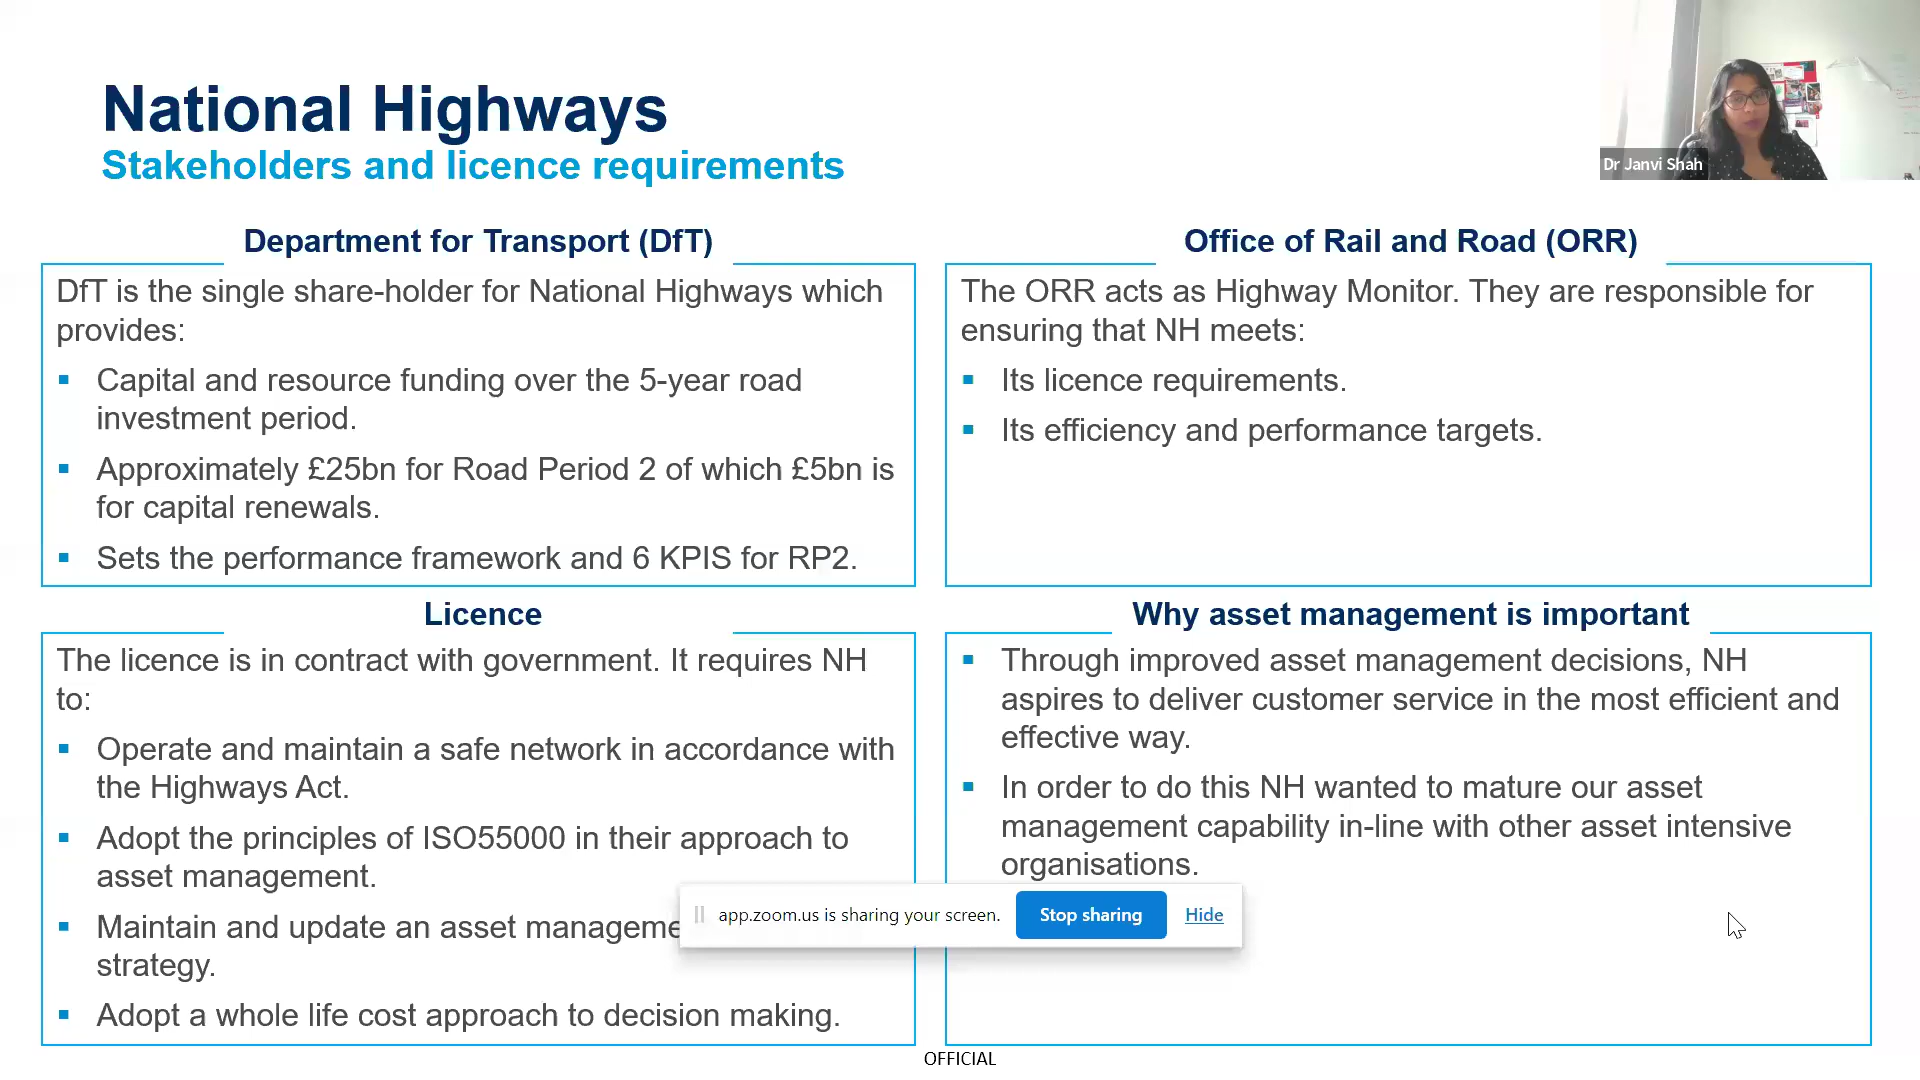 National Highways
Stakeholders and licence requirements
Dr Janvi Shah
Department for Transport (DfT)
DfT is the single share-holder for National Highways which
provides:
▪ Capital and resource funding over the 5-year road
investment period.
▪ Approximately £25bn for Road Period 2 of which £5bn is
for capital renewals.
▪ Sets the performance framework and 6 KPIS for RP2.
Office of Rail and Road (ORR)
The ORR acts as Highway Monitor. They are responsible for
ensuring that NH meets:
▪ Its licence requirements.
▪ Its efficiency and performance targets.
Licence
The licence is in contract with government. It requires NH
to:
▪ Operate and maintain a safe network in accordance with
the Highways Act.
▪ Adopt the principles of ISO55000 in their approach to
asset management.
▪ Maintain and update an asset manageme
strategy.
▪ Adopt a whole life cost approach to decision making.
Why asset management is important
▪ Through improved asset management decisions, NH
aspires to deliver customer service in the most efficient and
effective way.
▪ In order to do this NH wanted to mature our asset
management capability in-line with other asset intensive
organisations.
app.zoom.us is sharing your screen.
Stop sharing
Hide
OFFICIAL